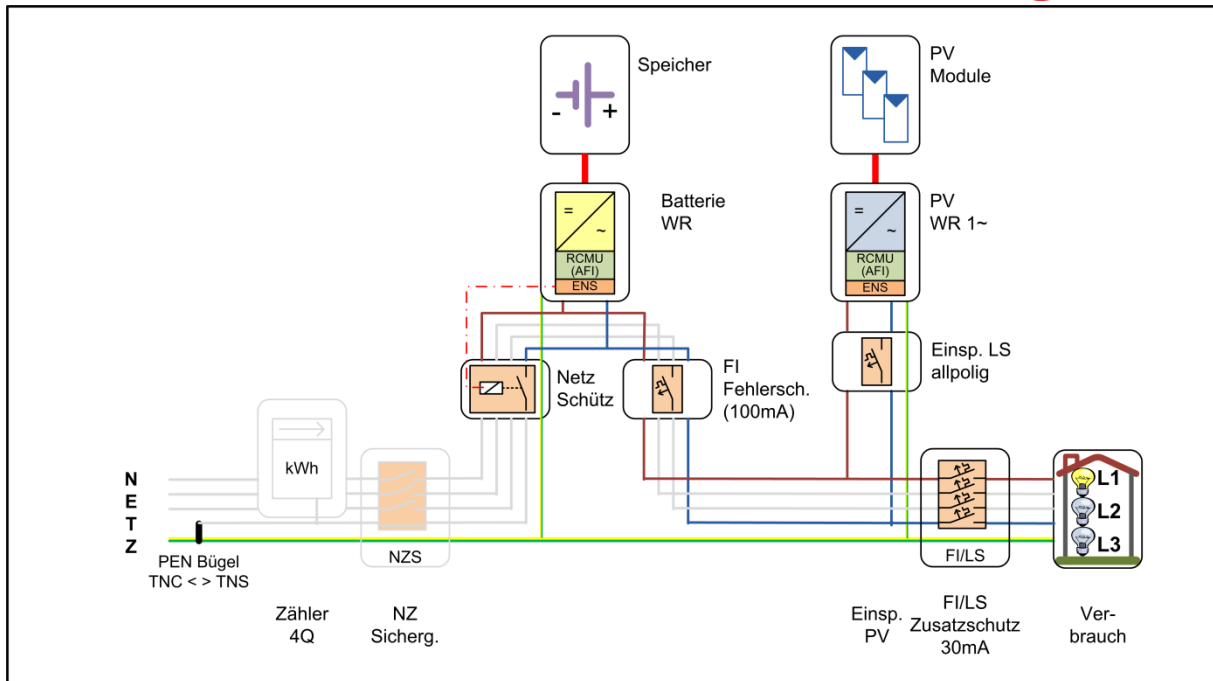 Speicher
- +
PV
Module
Batterie
WR
=
~
RCMU
(AFI)
ENS
PV
WR 1~
=
~
RCMU
(AFI)
ENS
Netz
Schütz
FI
Fehlersch.
(100mA)
Einsp. LS
allpolig
kWh
N
E
T
Z
NZS
FI/LS
L1
L2
L3
PEN Bügel
TNC < > TNS
Zähler
4Q
NZ
Sicherg.
Einsp.
PV
FI/LS
Zusatzschutz
30mA
Ver-
brauch